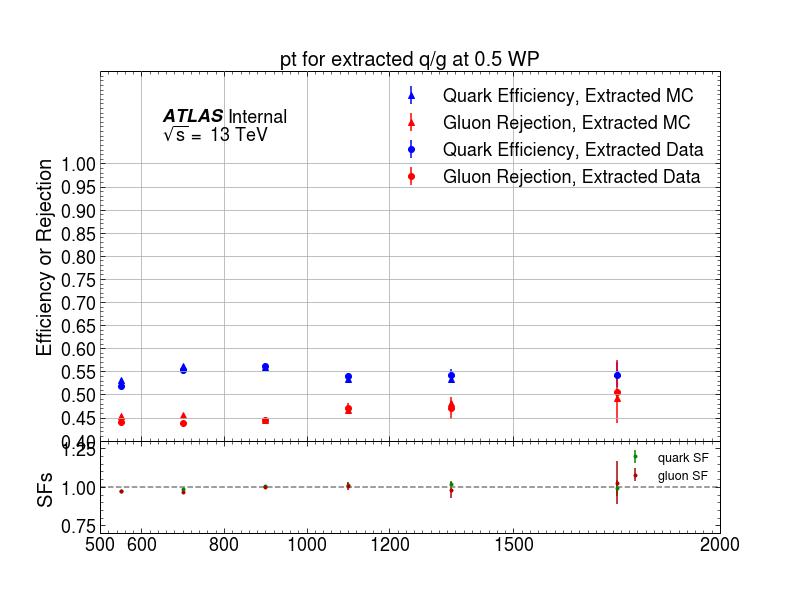 pt for extracted q/g at 0.5 WP
ATLAS Internal
√s = 13 TeV
Quark Efficiency, Extracted MC
Gluon Rejection, Extracted MC
Quark Efficiency, Extracted Data
Gluon Rejection, Extracted Data
Efficiency or Rejection
1.00
0.95
0.90
0.85
0.80
0.75
0.70
0.65
0.60
0.55
0.50
0.45
0.40
SFs
1.25
1.00
0.75
quark SF
gluon SF
500 600 800 1000 1200 1500 2000